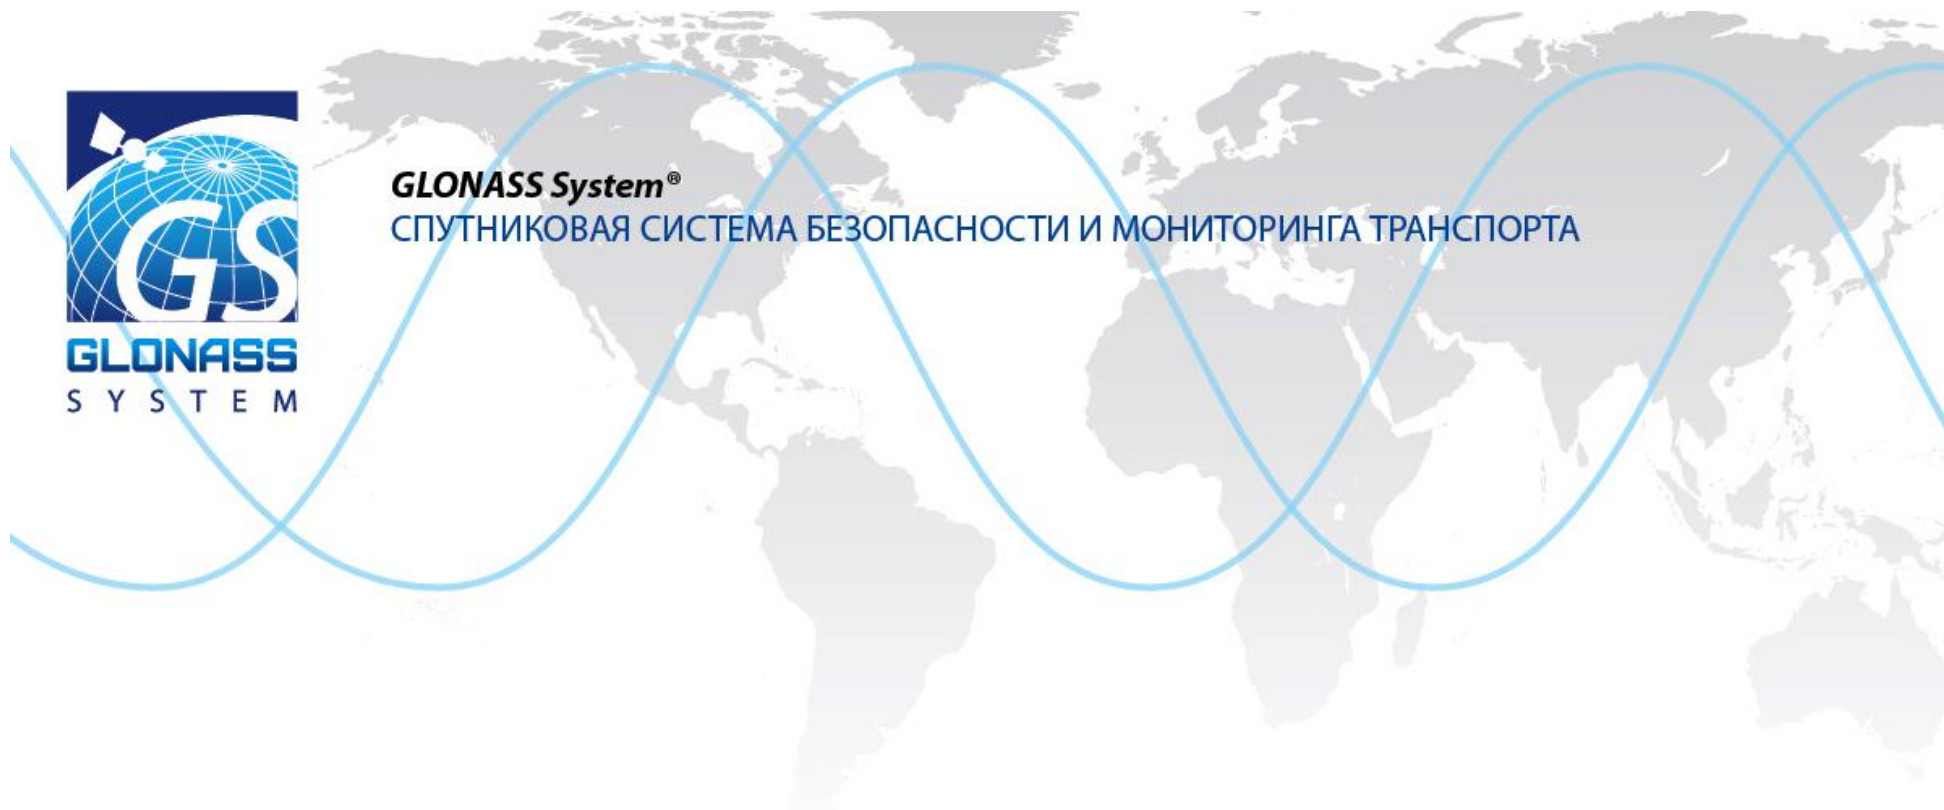 GS
GLONASS
SYSTEM
GLONASS System®
СПУТНИКОВАЯ СИСТЕМА БЕЗОПАСНОСТИ И МОНИТОРИНГА ТРАНСПОРТА